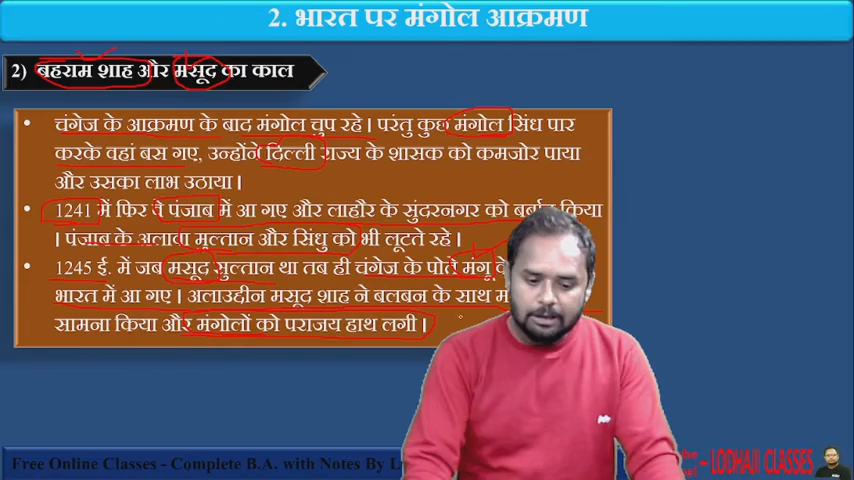 2. भारत पर मंगोल आक्रमण
2) बहराम शाह और मसूद का काल
• चंगेज के आक्रमण के बाद मंगोल चुप रहे। परंतु कुछ मंगोल सिंध पार
करके वहां बस गए, उन्होंने दिल्ली राज्य के शासक को कमजोर पाया
और उसका लाभ उठाया।
• 1241 में फिर वे पंजाब में आ गए और लाहौर के सुंदरनगर को बर्बाद किया
। पंजाब के अलावा मुल्तान और सिंधु को भी लूटते रहे।
• 1245 ई. में जब मसूद सुल्तान था तब ही चंगेज के पोते मंगू
भारत में आ गए। अलाउद्दीन मसूद शाह ने बलबन के साथ
सामना किया और मंगोलों को पराजय हाथ लगी।
Free Online Classes - Complete B.A. with Notes By
– LODHAJI CLASSES